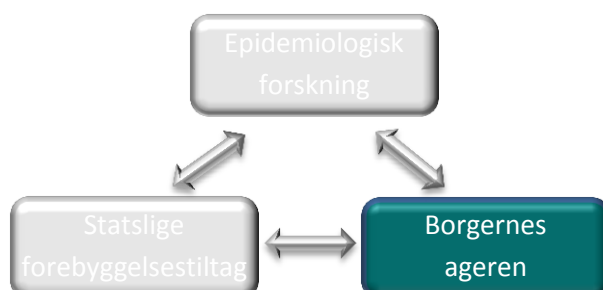 Epidemiologisk
forskning
Statslige
forebyggelsestiltag
Borgernes
ageren